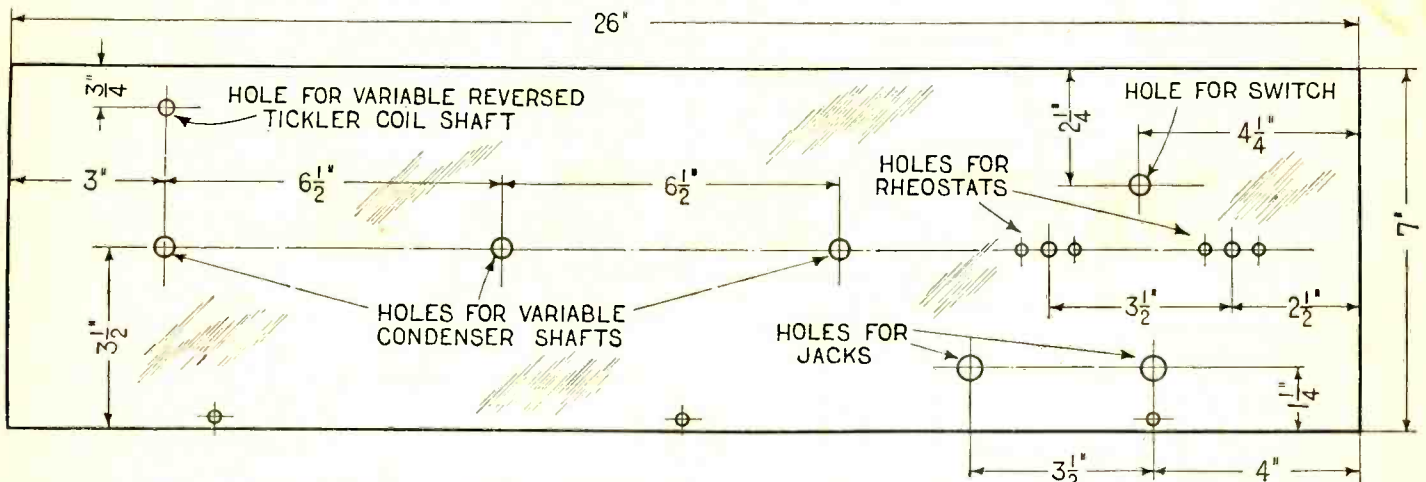 26"
3/4"
HOLE FOR VARIABLE REVERSED
TICKLER COIL SHAFT
2 1/4"
HOLE FOR SWITCH
4 1/4"
3"
6 1/2"
6 1/2"
HOLES FOR
RHEOSTATS
7"
3 1/2"
HOLES FOR VARIABLE
CONDENSER SHAFTS
3 1/2"
2 1/2"
HOLES FOR
JACKS
1 1/4"
3 1/2"
4"